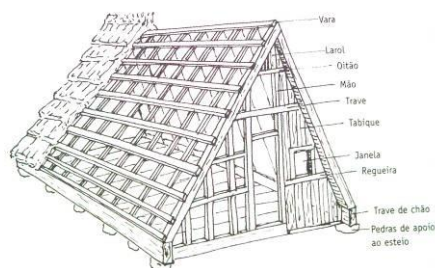 Vara
Larol
Oitão
Mão
Trave
Tabique
Janela
Regueira
Trave de chão
Pedras de apoio
ao esteio